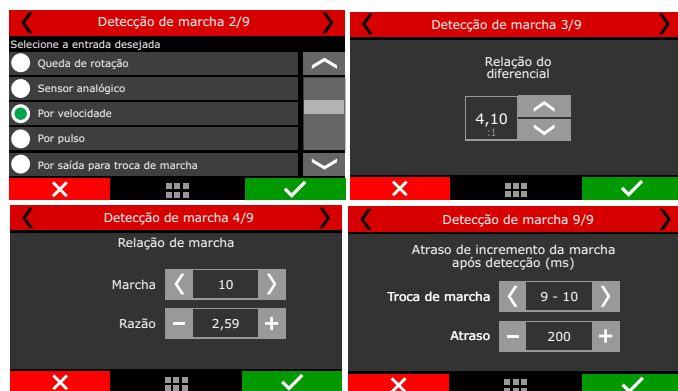 Detecção de marcha 2/9
Selecione a entrada desejada
Queda de rotação
Sensor analógico
Por velocidade
Por pulso
Por saída para troca de marcha
Detecção de marcha 3/9
Relação do
diferencial
4,10
:1
Detecção de marcha 4/9
Relação de marcha
Marcha 10
Razão 2,59
Detecção de marcha 9/9
Atraso de incremento da marcha
após detecção (ms)
Troca de marcha 9 - 10
Atraso 200